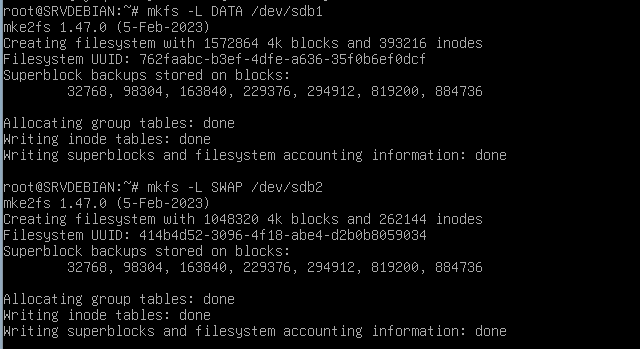 root@SRVDEBIAN:~# mkfs -L DATA /dev/sdb1
mke2fs 1.47.0 (5-Feb-2023)
Creating filesystem with 1572864 4k blocks and 393216 inodes
Filesystem UUID: 762faabc-b3ef-4dfe-a636-35f0b6ef0dcf
Superblock backups stored on blocks:
        32768, 98304, 163840, 229376, 294912, 819200, 884736

Allocating group tables: done
Writing inode tables: done
Writing superblocks and filesystem accounting information: done

root@SRVDEBIAN:~# mkfs -L SWAP /dev/sdb2
mke2fs 1.47.0 (5-Feb-2023)
Creating filesystem with 1048320 4k blocks and 262144 inodes
Filesystem UUID: 414b4d52-3096-4f18-abe4-d2b0b8059034
Superblock backups stored on blocks:
        32768, 98304, 163840, 229376, 294912, 819200, 884736

Allocating group tables: done
Writing inode tables: done
Writing superblocks and filesystem accounting information: done